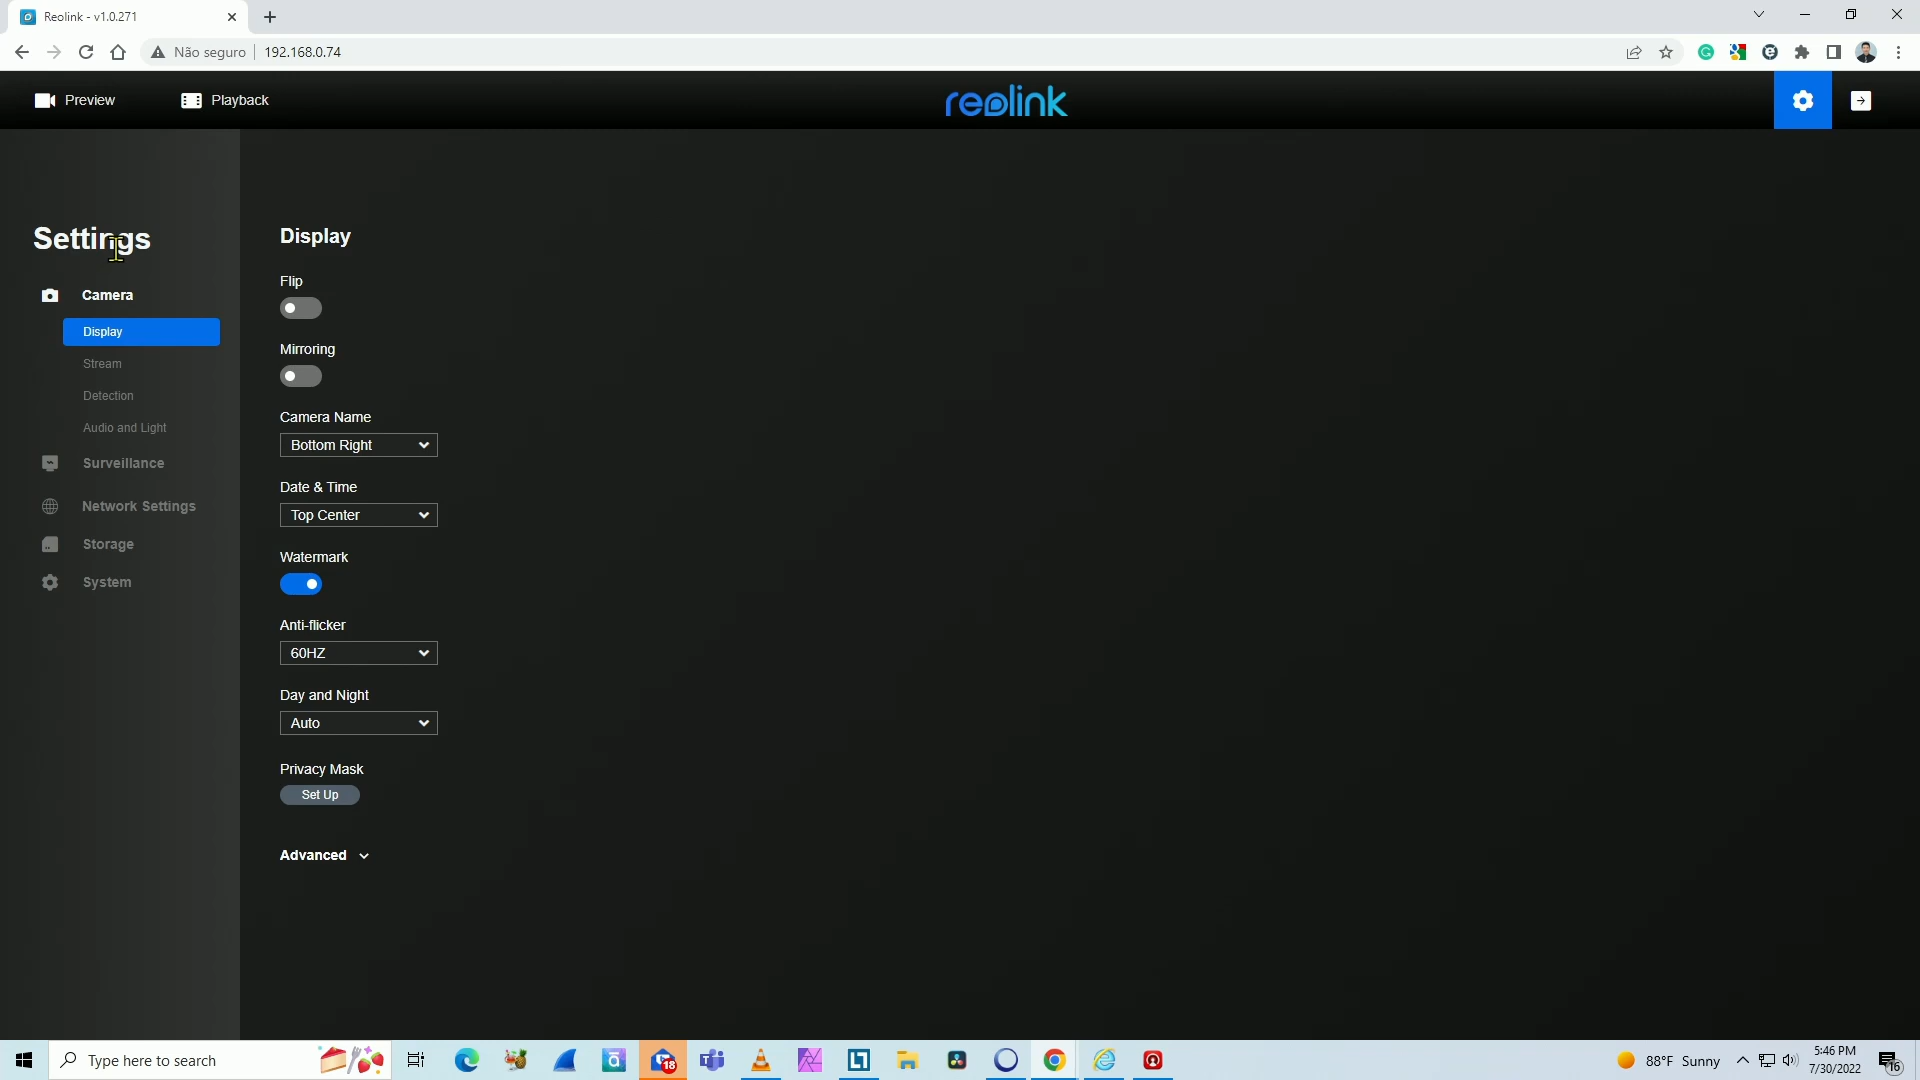 Reolink - v1.0.271
Não seguro
192.168.0.74
Preview
Playback
reolink
Settings
Camera
Display
Stream
Detection
Audio and Light
Surveillance
Network Settings
Storage
System
Display
Flip
Mirroring
Camera Name
Bottom Right
Date & Time
Top Center
Watermark
Anti-flicker
60HZ
Day and Night
Auto
Privacy Mask
Set Up
Advanced
Type here to search
18
88°F Sunny
5:46 PM
7/30/2022
16